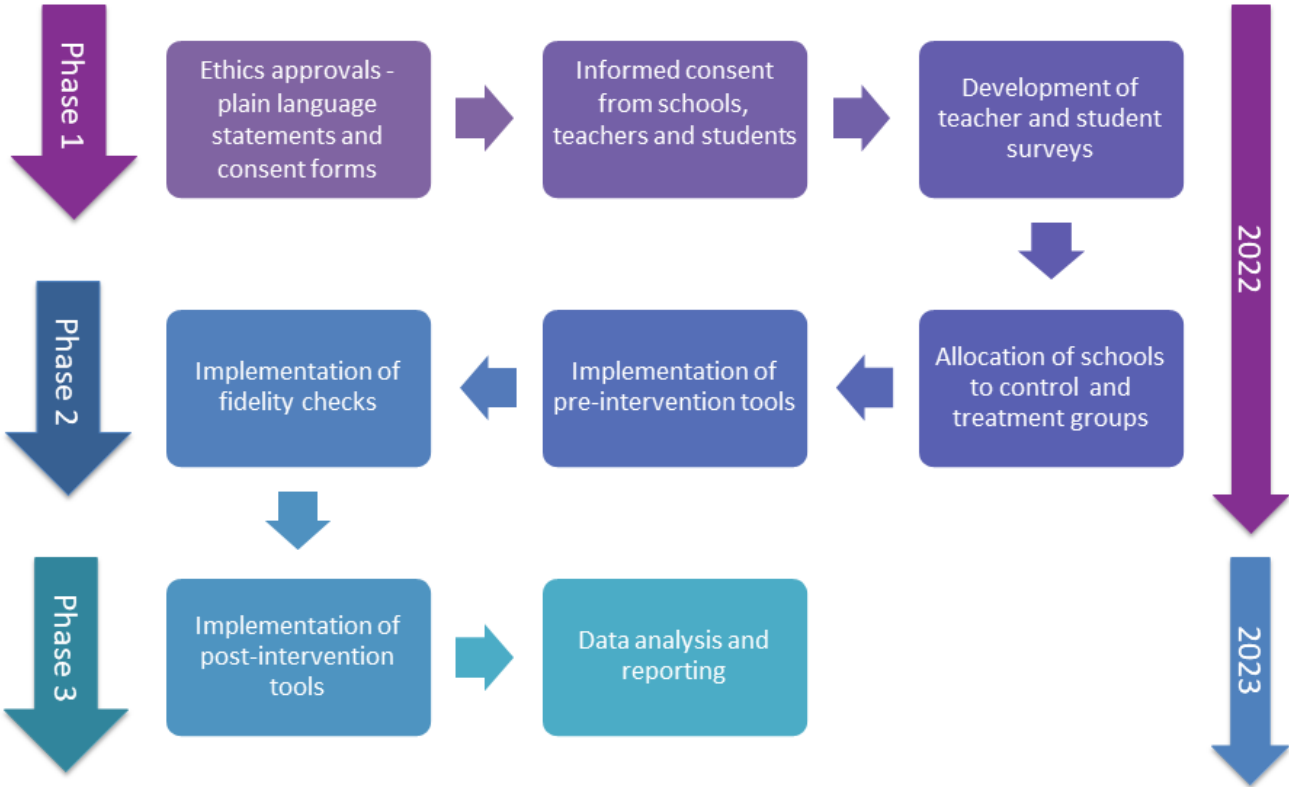 Phase 1
Ethics approvals -
plain language
statements and
consent forms
Informed consent
from schools,
teachers and students
Development of
teacher and student
surveys
2022
Phase 2
Implementation of
fidelity checks
Implementation of
pre-intervention tools
Allocation of schools
to control and
treatment groups
Phase 3
Implementation of
post-intervention
tools
Data analysis and
reporting
2023